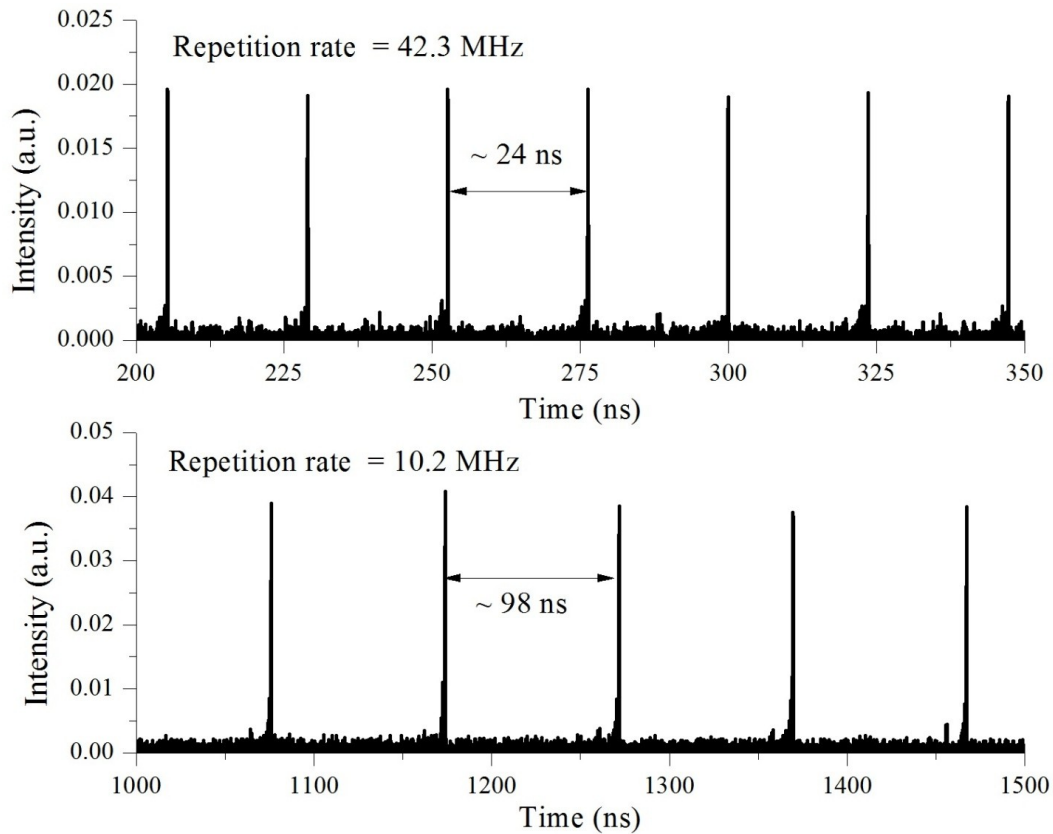 0.025
Repetition rate = 42.3 MHz
0.020
0.015
~ 24 ns
0.010
0.005
0.000
Intensity (a.u.)
200 225 250 275 300 325 350
Time (ns)
0.05
Repetition rate = 10.2 MHz
0.04
0.03
~ 98 ns
0.02
0.01
0.00
Intensity (a.u.)
1000 1100 1200 1300 1400 1500
Time (ns)